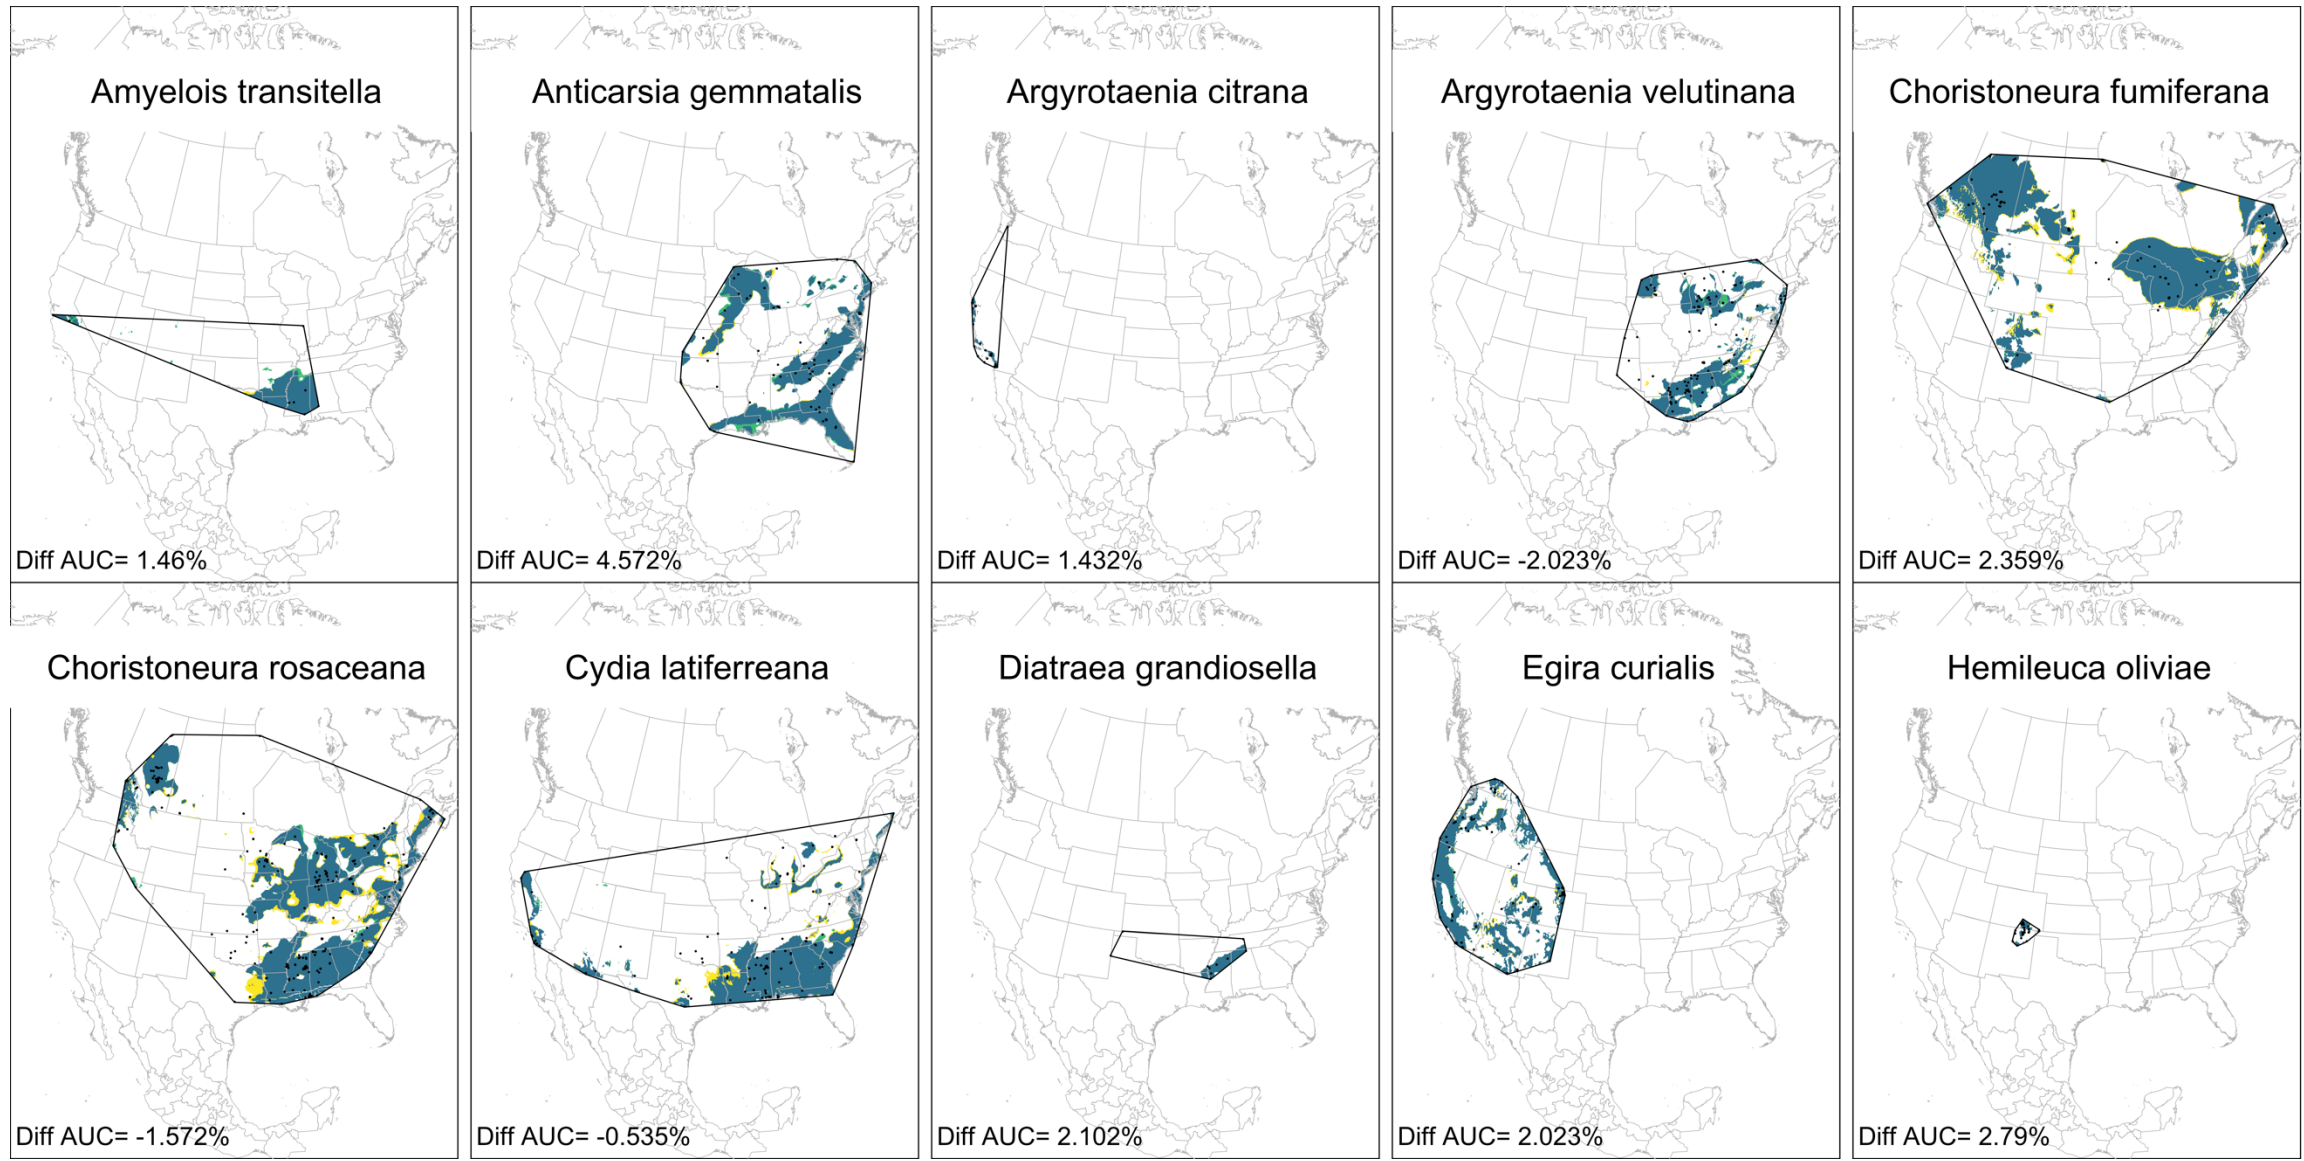 Amyelois transitella
Anticarsia gemmatalis
Argyrotaenia citrana
Argyrotaenia velutinana
Choristoneura fumiferana
Diff AUC= 1.46%
Diff AUC= 4.572%
Diff AUC= 1.432%
Diff AUC= -2.023%
Diff AUC= 2.359%
Choristoneura rosaceana
Cydia latiferreana
Diatraea grandiosella
Egira curialis
Hemileuca oliviae
Diff AUC= -1.572%
Diff AUC= -0.535%
Diff AUC= 2.102%
Diff AUC= 2.023%
Diff AUC= 2.79%